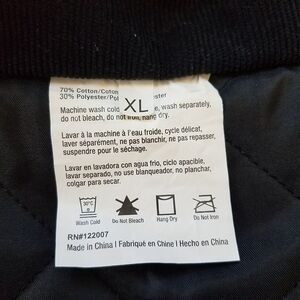 70% Cotton/Coton
30% Polyester/Pol ester
XL
Machine wash cold e, wash separately,
do not bleach, do not iron, hang dry.
Lavar à la machine à l'eau froide, cycle délicat,
laver séparément, ne pas blanchir, ne pas repasser,
suspendre pour le séchage.
Lavar en lavadora con agua frio, ciclo apacible,
lavar separado, no use blanqueador, no planchar,
colgar para secar.
30°C
Wash Cold Do Not Bleach Hang Dry Do Not Iron
RN#122007
Made in China | Fabriqué en Chine | Hecho en China